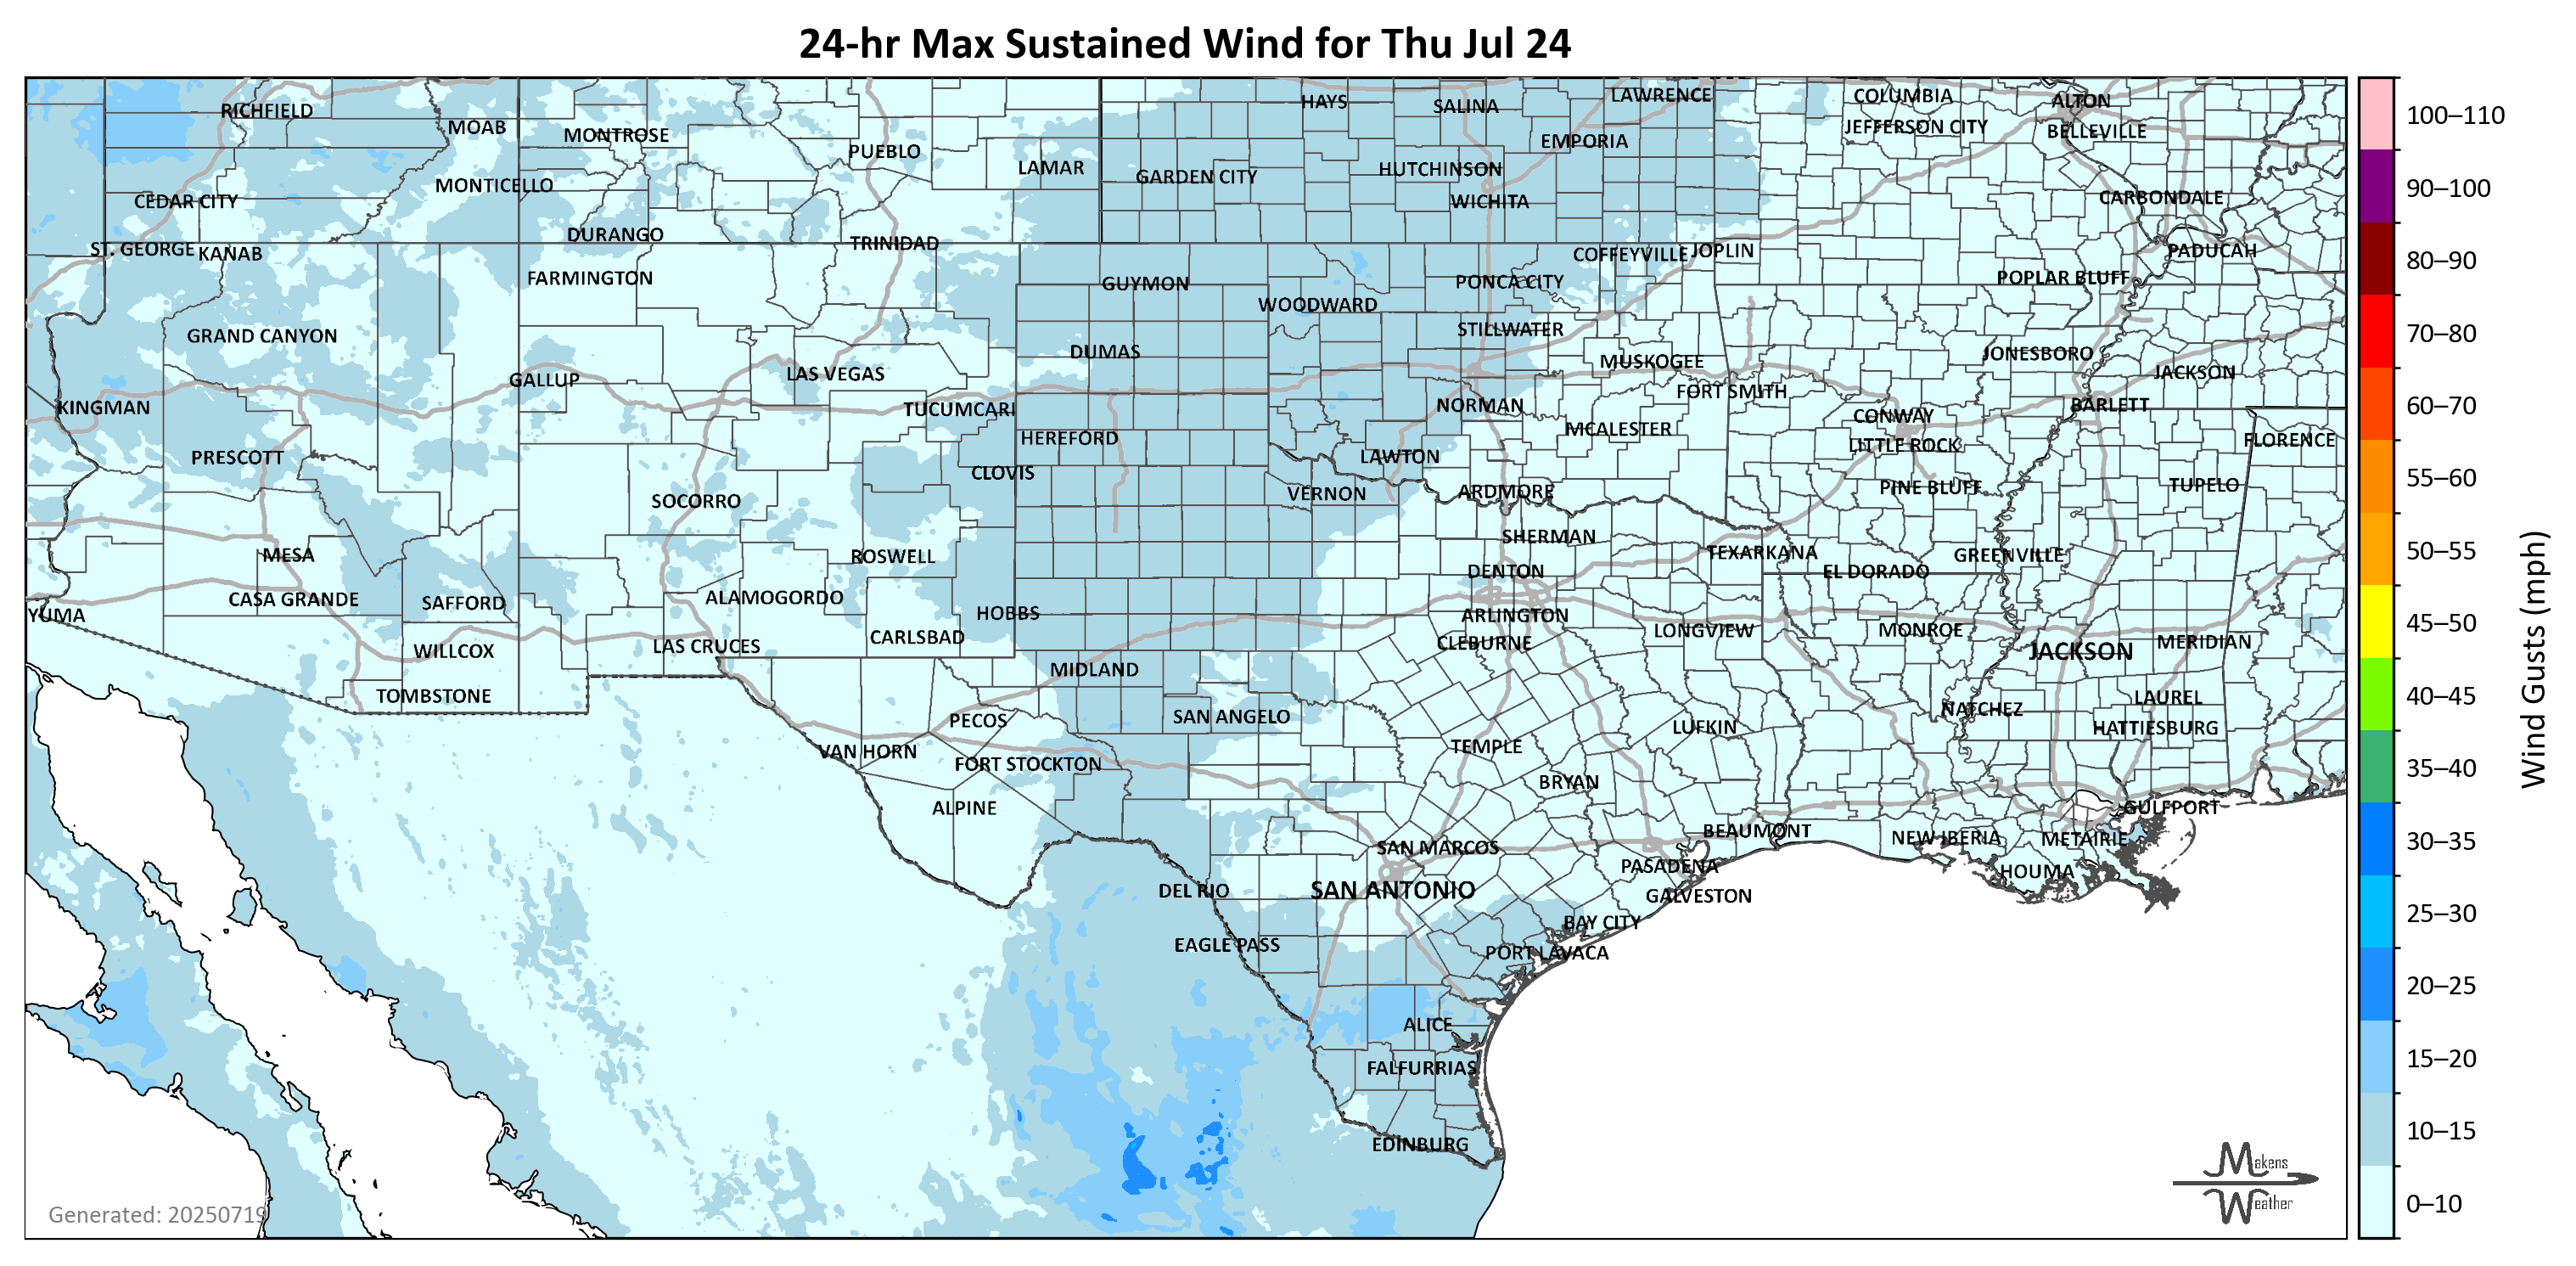 24-hr Max Sustained Wind for Thu Jul 24
RICHFIELD
MOAB
MONTROSE
PUEBLO
LAMAR
HAYS
SALINA
LAWRENCE
EMPORIA
COLUMBIA
JEFFERSON CITY
ALTON
BELLEVILLE
MONTICELLO
CEDAR CITY
GARDEN CITY
HUTCHINSON
WICHITA
CARBONDALE
DURANGO
TRINIDAD
ST. GEORGE
KANAB
FARMINGTON
GUYMON
WOODWARD
PONCA CITY
COFFEYVILLE
JOPLIN
POPLAR BLUFF
PADUCAH
GRAND CANYON
DUMAS
STILLWATER
MUSKOGEE
JONESBORO
JACKSON
GALLUP
LAS VEGAS
FORT SMITH
KINGMAN
TUCUMCARI
NORMAN
CONWAY
BARLETT
HEREFORD
MCALESTER
LITTLE ROCK
FLORENCE
PRESCOTT
CLOVIS
LAWTON
SOCORRO
VERNON
ARDMORE
PINE BLUFF
TUPELO
MESA
ROSWELL
SHERMAN
TEXARKANA
GREENVILLE
DENTON
EL DORADO
CASA GRANDE
SAFFORD
ALAMOGORDO
HOBBS
ARLINGTON
YUMA
CARLSBAD
CLEBURNE
LONGVIEW
MONROE
JACKSON
MERIDIAN
WILLCOX
LAS CRUCES
MIDLAND
TOMBSTONE
PECOS
SAN ANGELO
LUFKIN
NATCHEZ
LAUREL
HATTIESBURG
VAN HORN
FORT STOCKTON
TEMPLE
BRYAN
ALPINE
GULFPORT
SAN MARCOS
BEAUMONT
NEW IBERIA
METAIRIE
DEL RIO
SAN ANTONIO
PASADENA
GALVESTON
HOUMA
EAGLE PASS
BAY CITY
PORT LAVACA
ALICE
FALFURRIAS
EDINBURG
Generated: 20250719
Makens
Weather
100–110
90–100
80–90
70–80
60–70
55–60
50–55
45–50
40–45
35–40
30–35
25–30
20–25
15–20
10–15
0–10
Wind Gusts (mph)